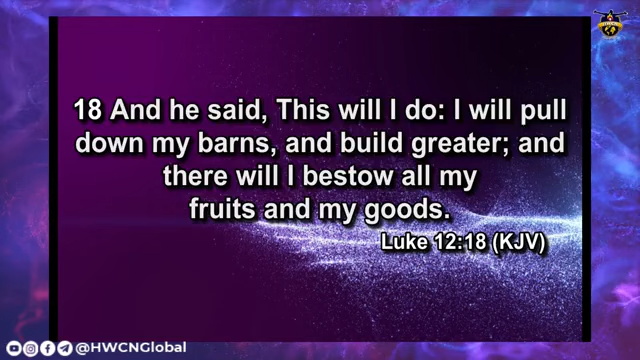 18 And he said, This will I do: I will pull
down my barns, and build greater; and
there will I bestow all my
fruits and my goods.
Luke 12:18 (KJV)
@HWCNGlobal